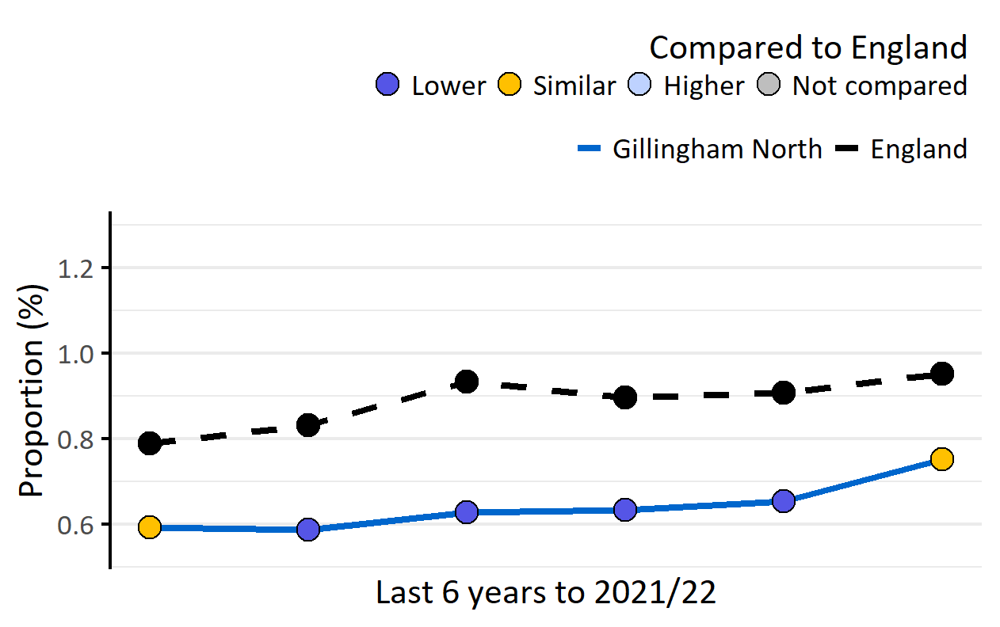 Compared to England
Lower Similar Higher Not compared
Gillingham North England
Proportion (%)
1.2
1.0
0.8
0.6
Last 6 years to 2021/22